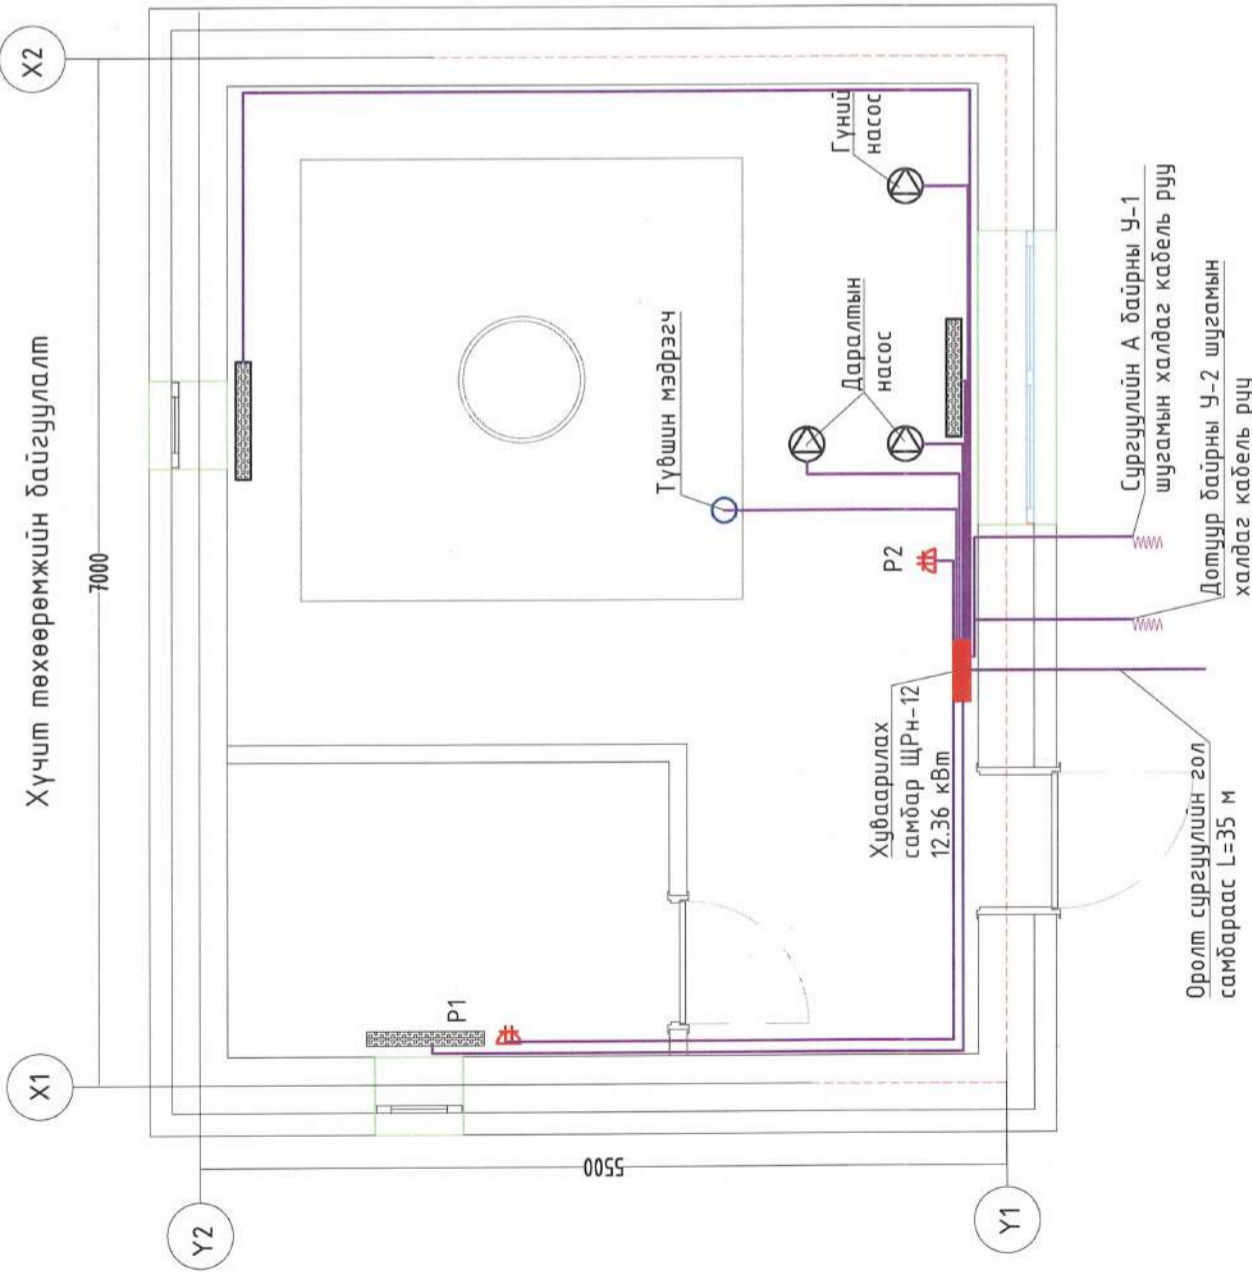 Хүчит төхөөрөмжийн байгууламт
X1
X2
7000
Y2
Y1
5500
P1
Түвшин мэдрэгч
Даралтын
насос
Гүний
насос
P2
Хуваарилах
самбар ЩРн-12
12.36 кВт
Оролт сургуулийн гол
самбараас L=35 м
Сургуулийн А байрны У-1
шугамын халдаг кабель руу
Дотуур байрны У-2 шугамын
халдаг кабель руу